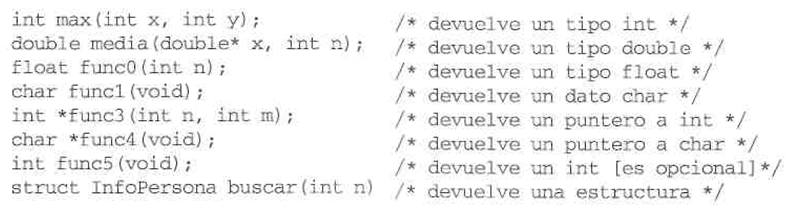 int max(int x, int y); /* devuelve un tipo int */
double media(double* x, int n); /* devuelve un tipo double */
float func0(int n); /* devuelve un tipo float */
char func1(void); /* devuelve un dato char */
int *func3(int n, int m); /* devuelve un puntero a int */
char *func4(void); /* devuelve un puntero a char */
int func5(void); /* devuelve un int [es opcional]*/
struct InfoPersona buscar(int n) /* devuelve una estructura */